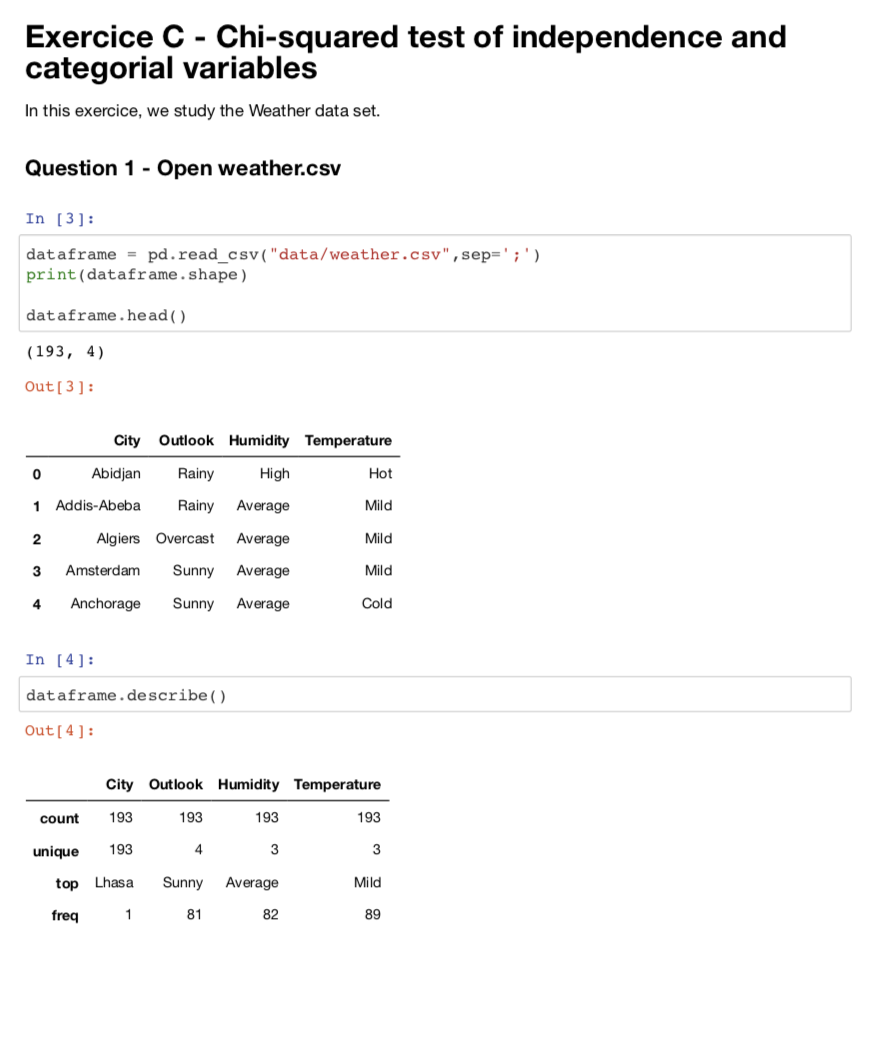 Exercice C - Chi-squared test of independence and
categorial variables
In this exercice, we study the Weather data set.
Question 1 - Open weather.csv
In [3]:
dataframe = pd.read_csv("data/weather.csv",sep=';')
print(dataframe.shape)
dataframe.head()
(193, 4)
Out[3]:
City Outlook Humidity Temperature
0 Abidjan Rainy High Hot
1 Addis-Abeba Rainy Average Mild
2 Algiers Overcast Average Mild
3 Amsterdam Sunny Average Mild
4 Anchorage Sunny Average Cold
In [4]:
dataframe.describe()
Out[4]:
City Outlook Humidity Temperature
count 193 193 193 193
unique 193 4 3 3
top Lhasa Sunny Average Mild
freq 1 81 82 89